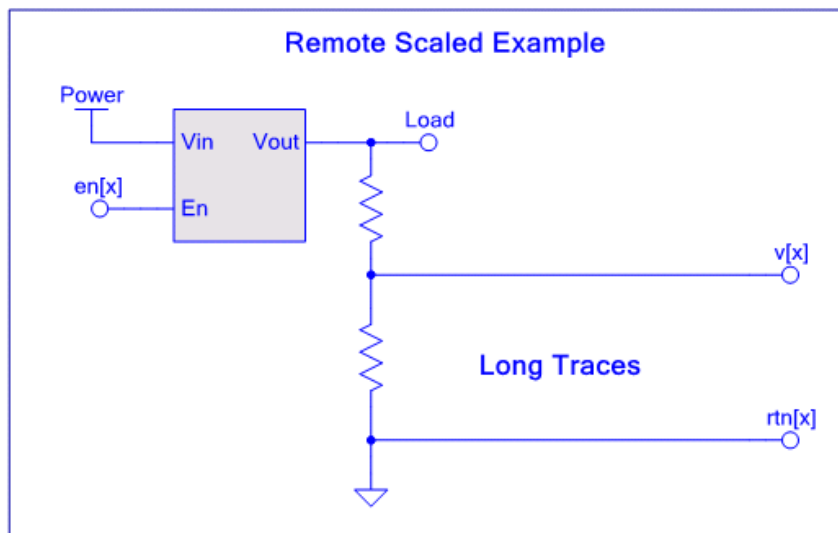 Remote Scaled Example
Power
Vin
Vout
Load
en[x]
En
v[x]
Long Traces
rtn[x]